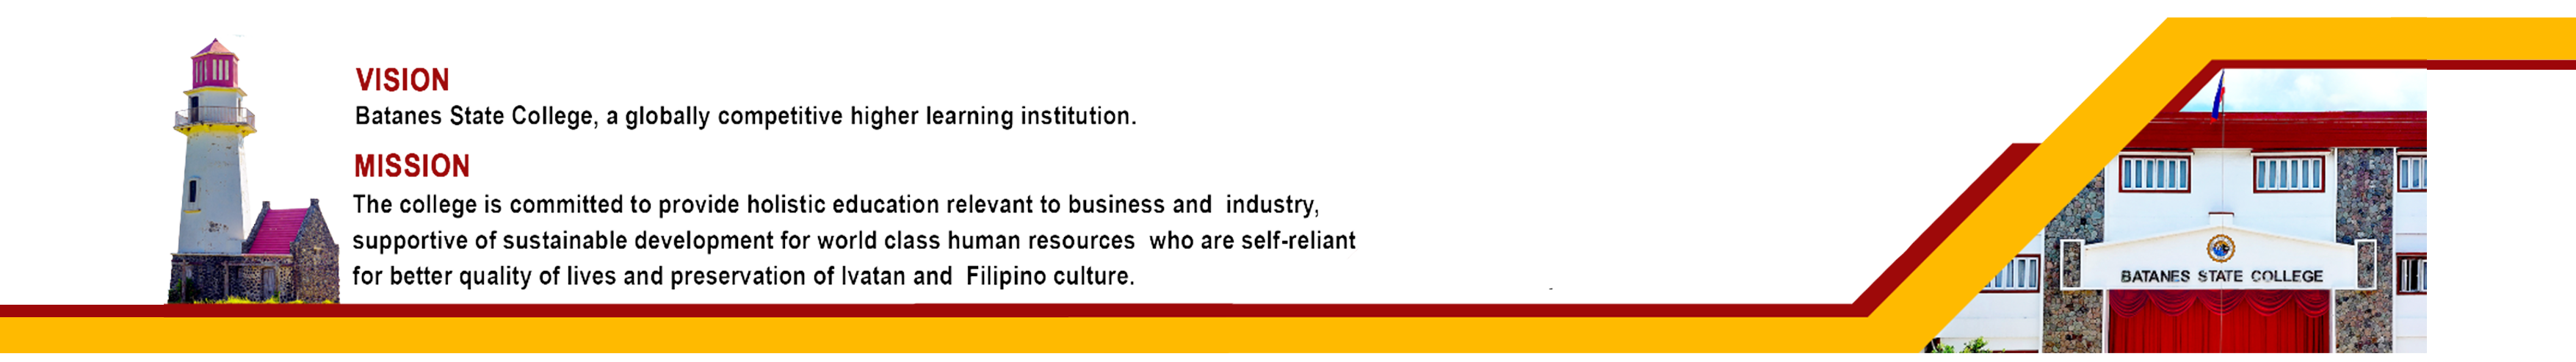 VISION
Batanes State College, a globally competitive higher learning institution.
MISSION
The college is committed to provide holistic education relevant to business and industry,
supportive of sustainable development for world class human resources who are self-reliant
for better quality of lives and preservation of Ivatan and Filipino culture.
BATANES STATE COLLEGE